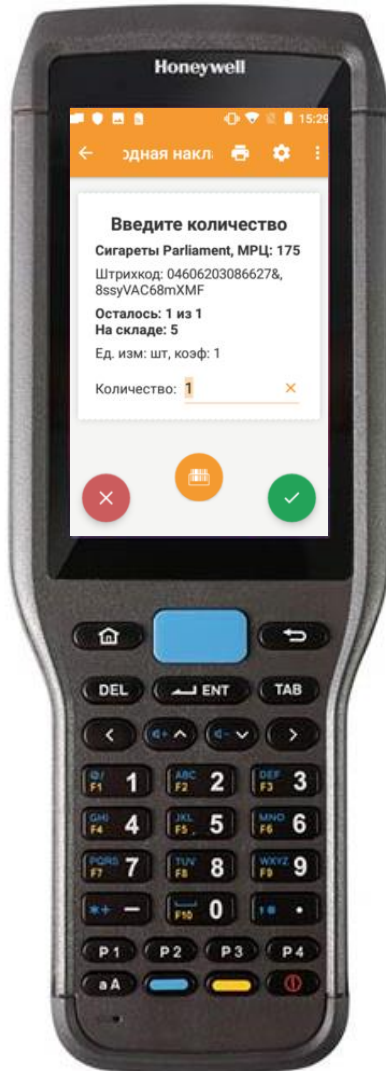 Honeywell
15:29
одная накл
Введите количество
Сигареты Parliament, МРЦ: 175
Штрихкод: 04606203086627&,
8ssyVAC68mXMF
Осталось: 1 из 1
На складе: 5
Ед. изм: шт, коэф: 1
Количество: 1
DEL ENT TAB
@/ F1 1 ABC F2 2 DEF F3 3
GHI F4 4 JKL F5 5 MNO F6 6
PQRS F7 7 TUV F8 8 WXYZ F9 9
*+ - F10 0 .
P1 P2 P3 P4
aA